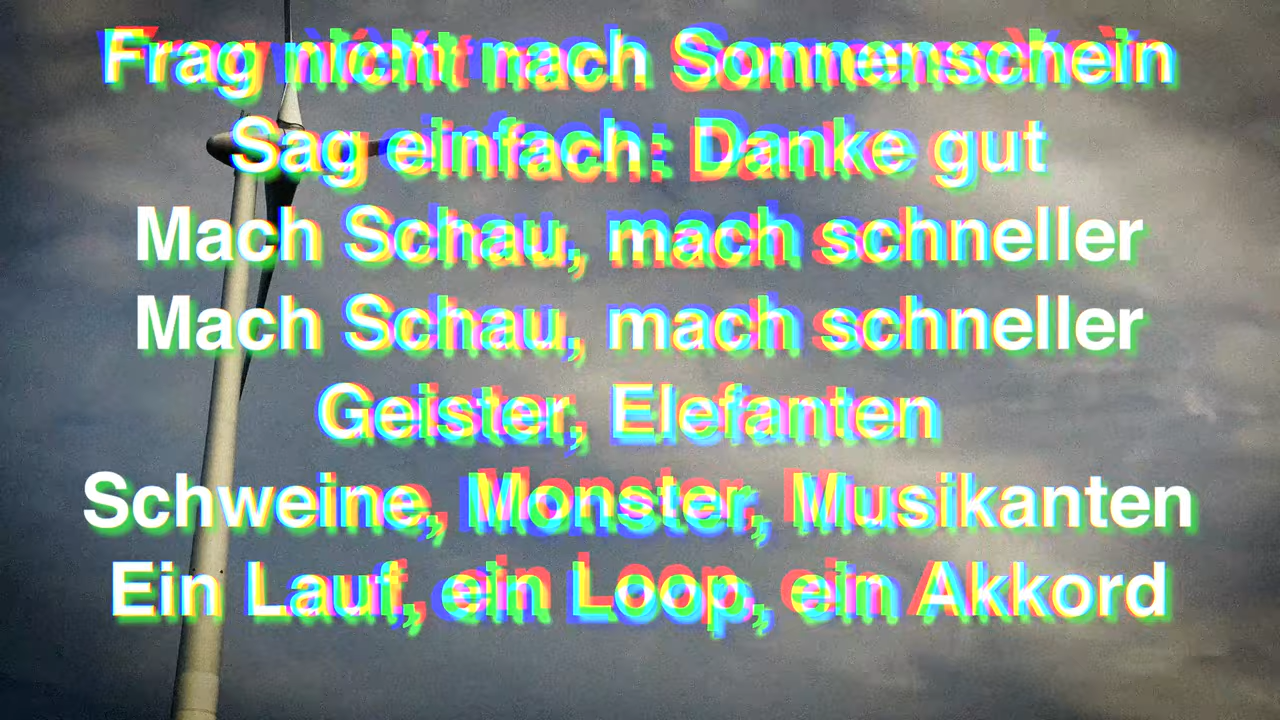 Frag nicht nach Sonnenschein
Sag einfach: Danke gut
Mach Schau, mach schneller
Mach Schau, mach schneller
Geister, Elefanten
Schweine, Monster, Musikanten
Ein Lauf, ein Loop, ein Akkord